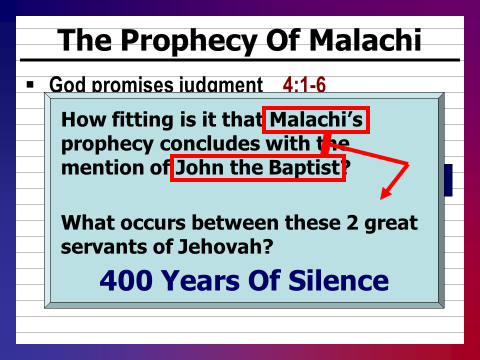 The Prophecy Of Malachi
▪ God promises judgment 4:1-6
How fitting is it that Malachi's
prophecy concludes with the
mention of John the Baptist?
What occurs between these 2 great
servants of Jehovah?
400 Years Of Silence